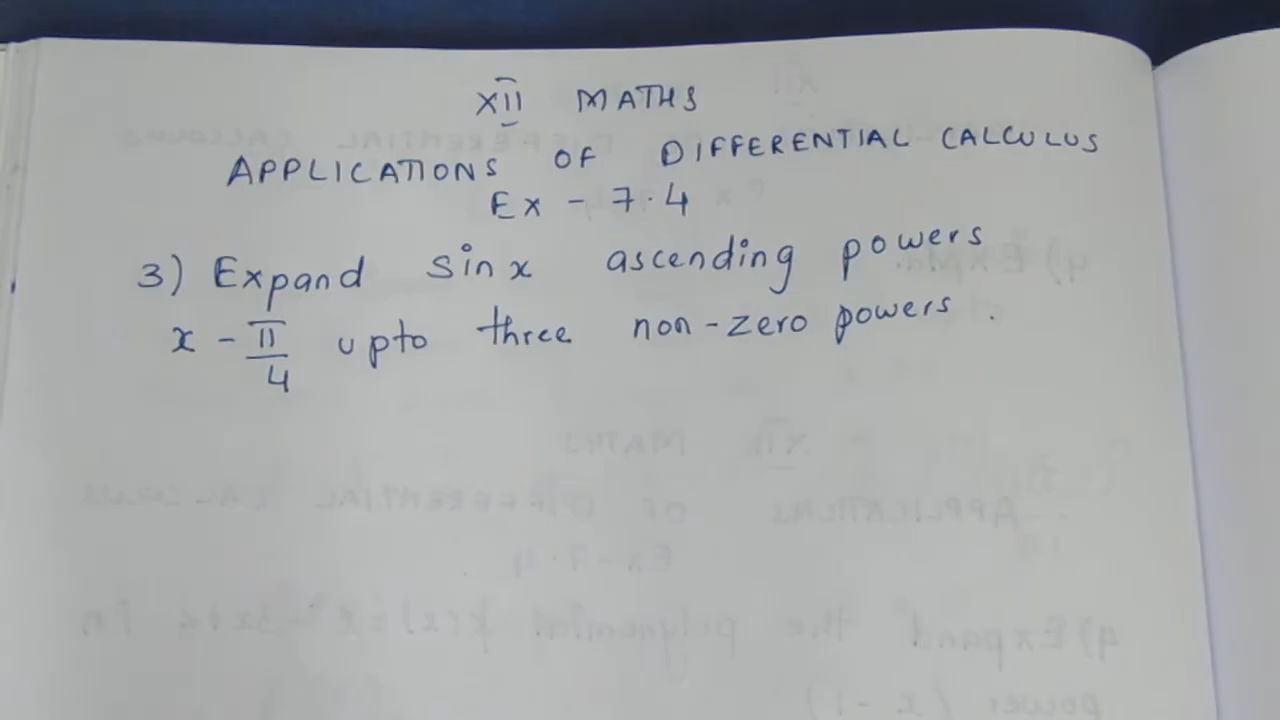 XII MATHS
APPLICATIONS OF DIFFERENTIAL CALCULUS
Ex - 7.4
3) Expand sin x ascending powers
x - π/4 upto three non-zero powers.